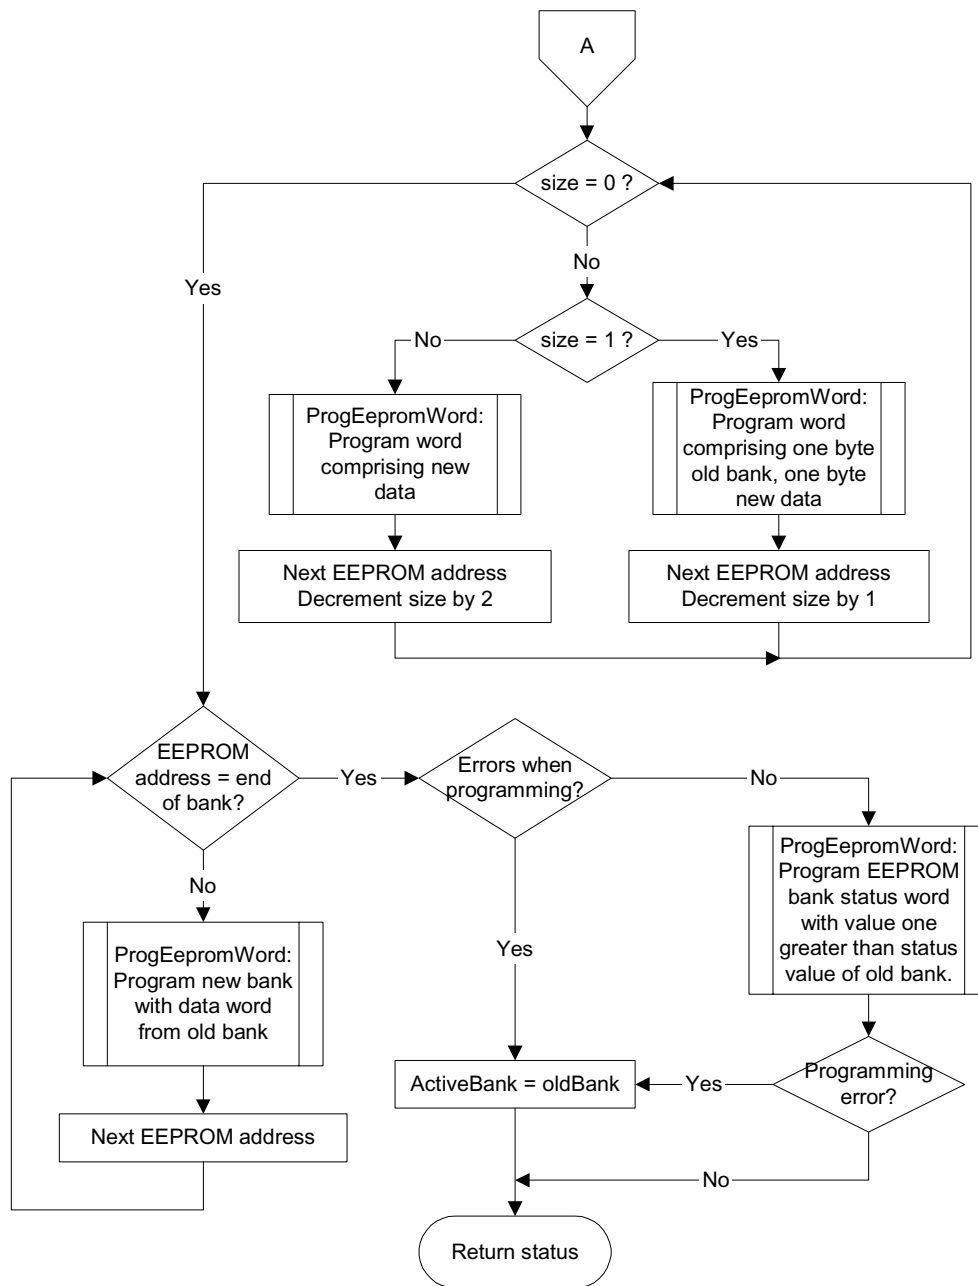 A
size = 0 ?
Yes
No
size = 1 ?
No
Yes
ProgEepromWord:
Program word
comprising new
data
ProgEepromWord:
Program word
comprising one byte
old bank, one byte
new data
Next EEPROM address
Decrement size by 2
Next EEPROM address
Decrement size by 1
EEPROM
address = end
of bank?
Yes
Errors when
programming?
No
No
Yes
ProgEepromWord:
Program new bank
with data word
from old bank
ProgEepromWord:
Program EEPROM
bank status word
with value one
greater than status
value of old bank.
Next EEPROM address
ActiveBank = oldBank
Yes
Programming
error?
No
Return status